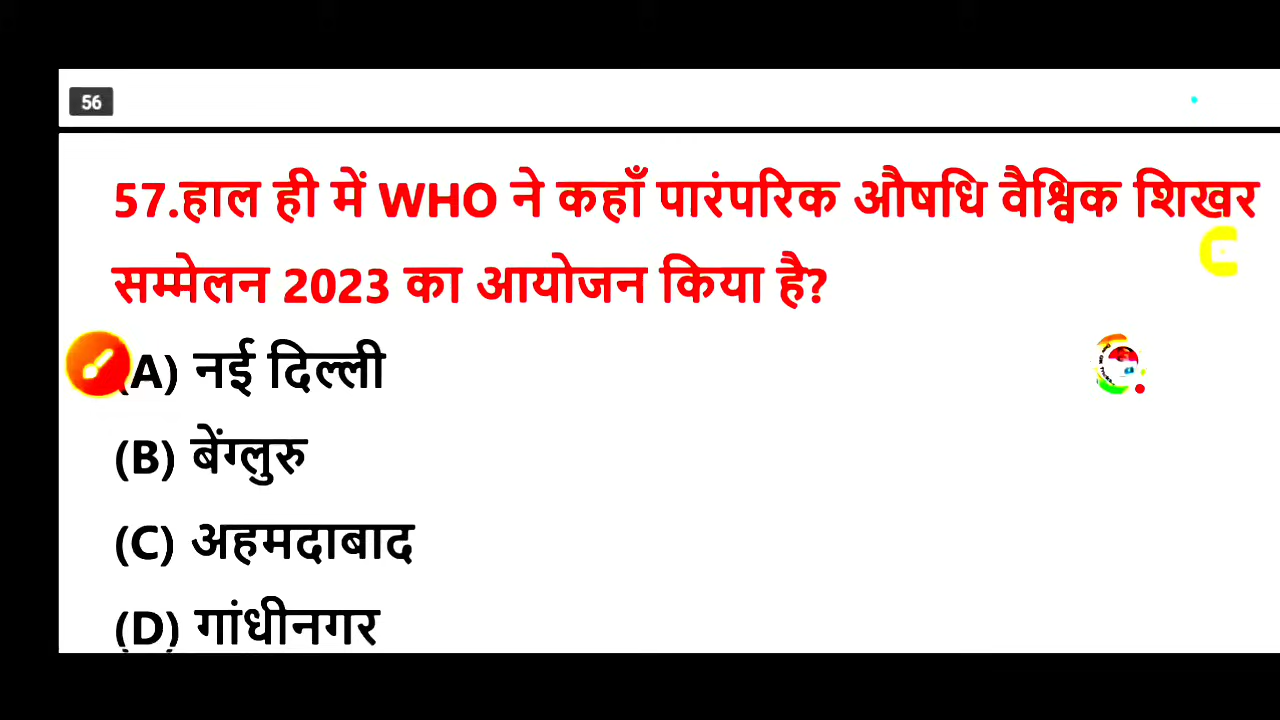 56
57.हाल ही में WHO ने कहाँ पारंपरिक औषधि वैश्विक शिखर
सम्मेलन 2023 का आयोजन किया है?
(A) नई दिल्ली
(B) बेंग्लुरु
(C) अहमदाबाद
(D) गांधीनगर